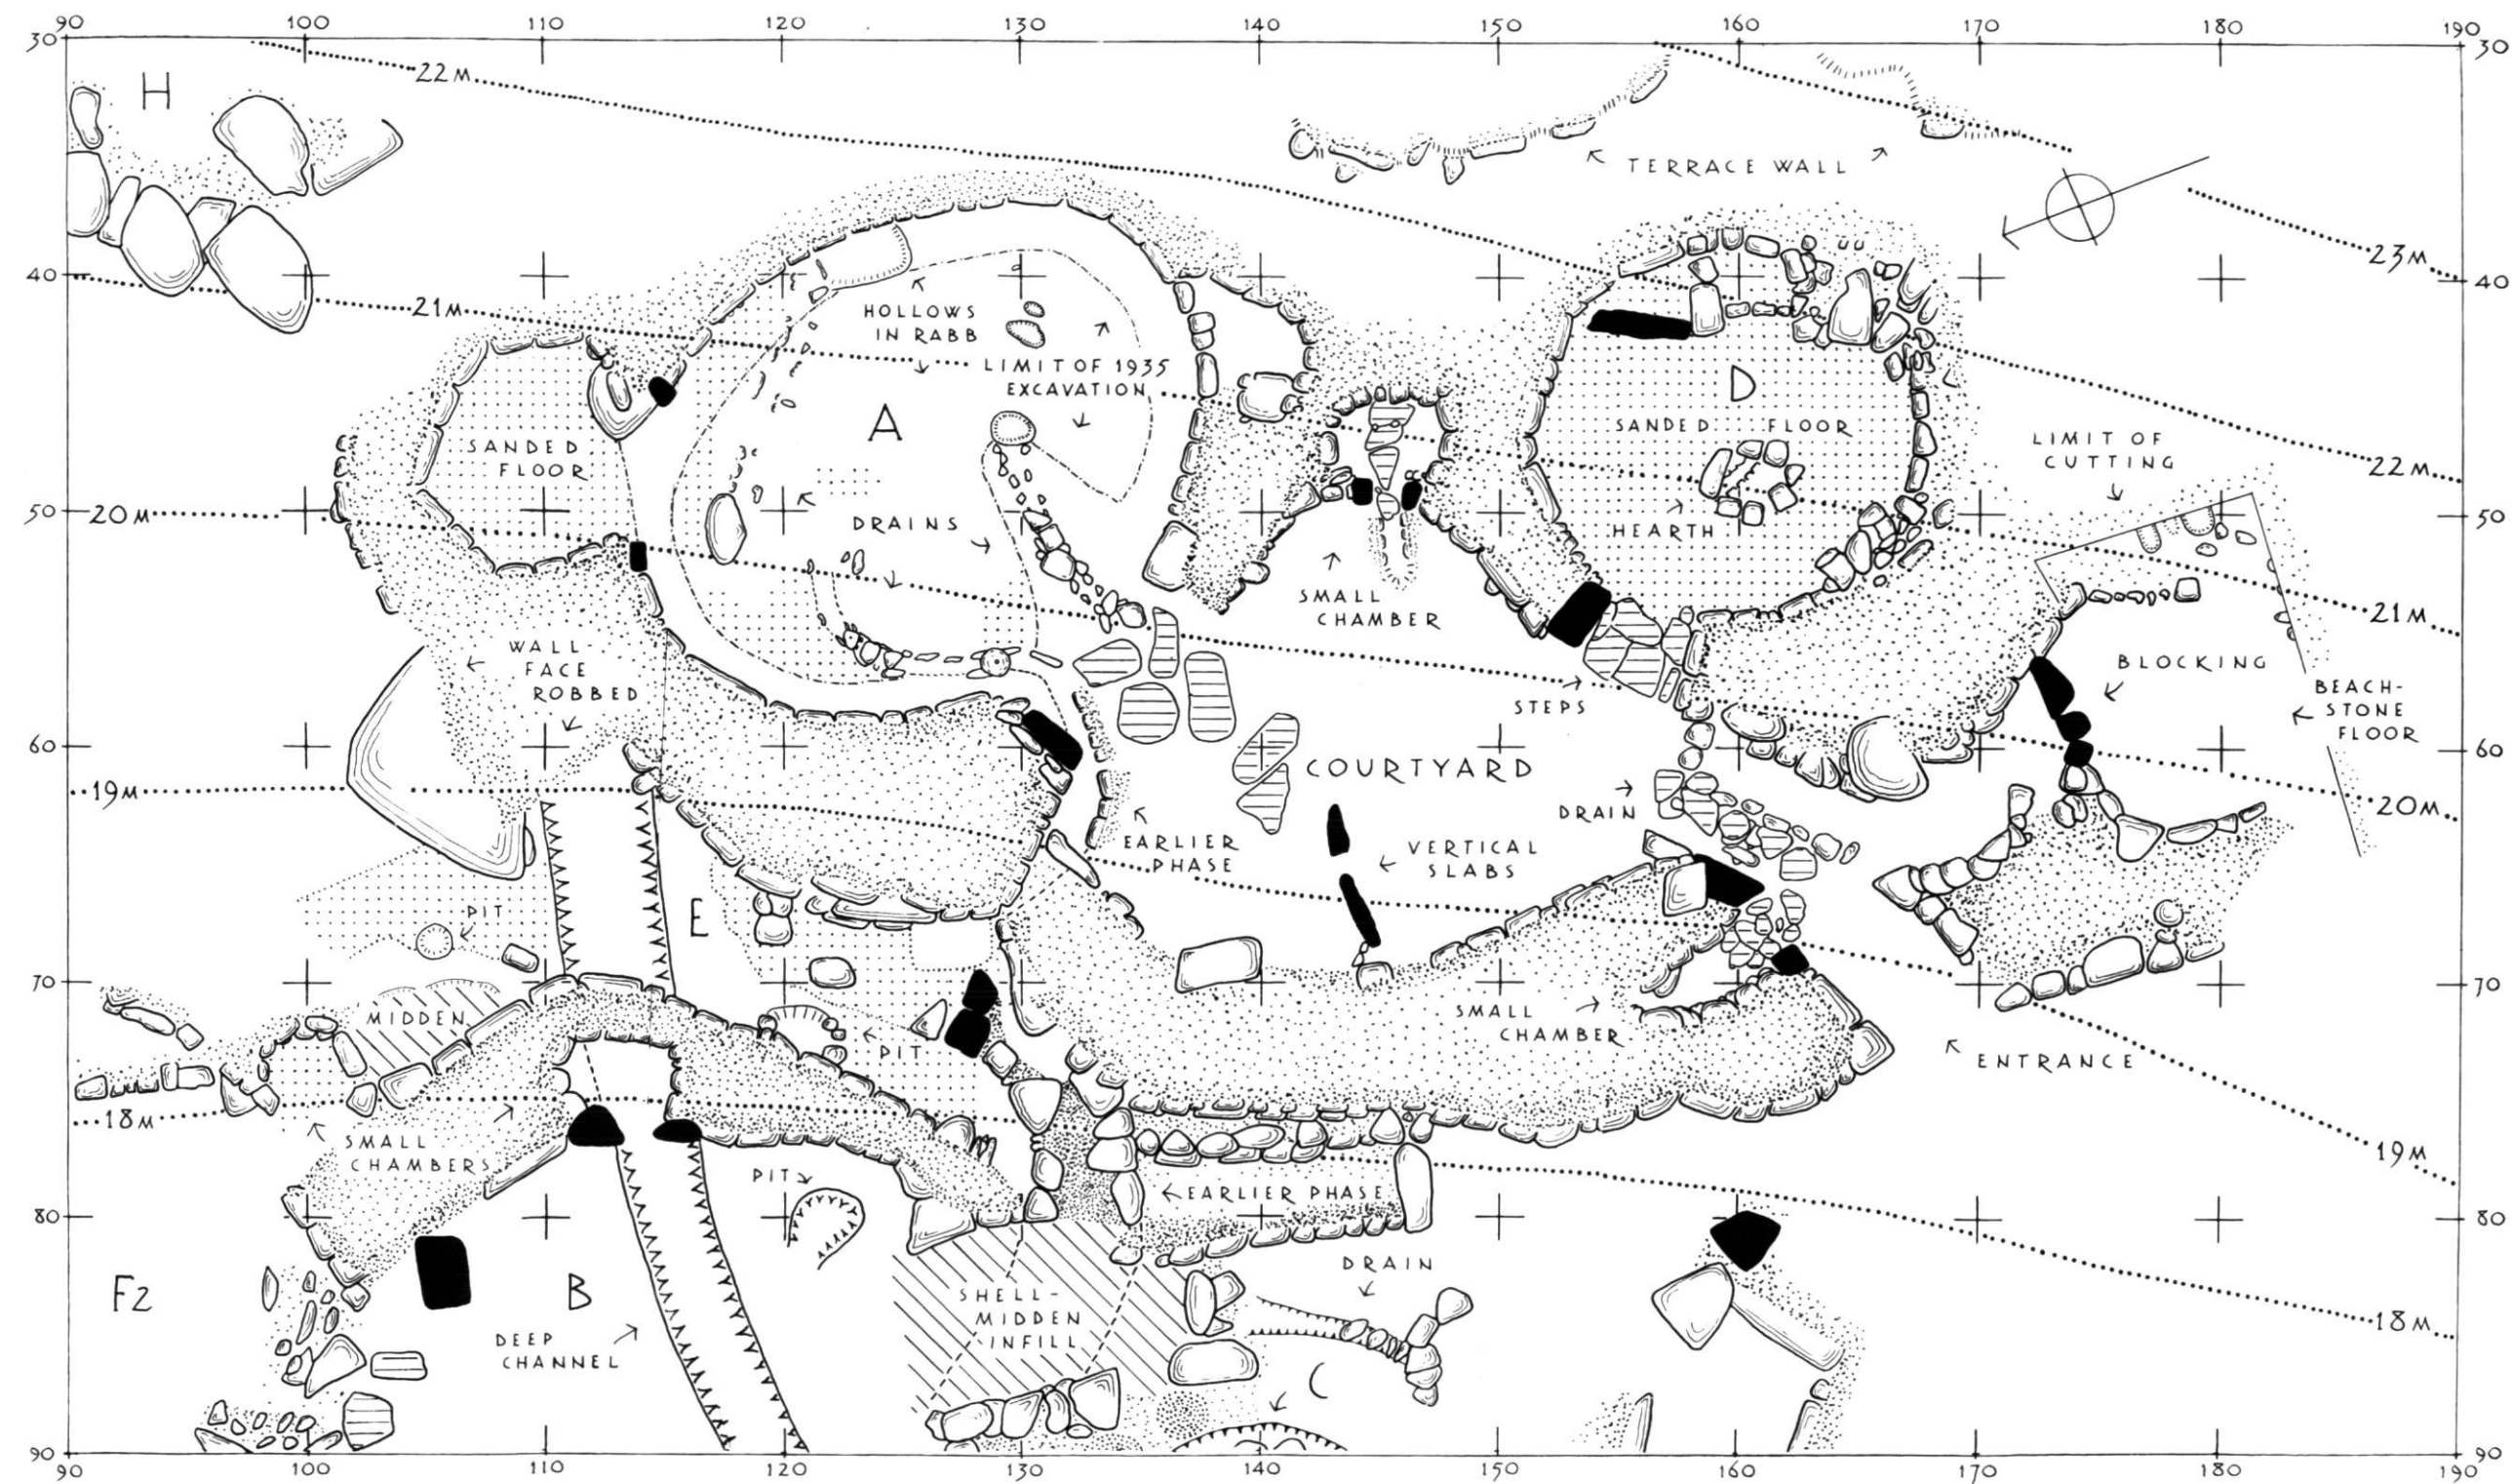 90 100 110 120 130 140 150 160 170 180 190
30 30
H
22M
TERRACE WALL
23M
40 40
21M
HOLLOWS
IN RABB
LIMIT OF 1935
EXCAVATION
D
A
SANDED FLOOR
SANDED
FLOOR
LIMIT OF
CUTTING
22M
50 50
20M
DRAINS
HEARTH
SMALL
CHAMBER
21M
WALL-
FACE
ROBBED
BLOCKING
STEPS
BEACH-
STONE
FLOOR
60 60
COURTYARD
19M
20M
DRAIN
EARLIER
PHASE
VERTICAL
SLABS
PIT
E
70 70
MIDDEN
SMALL
CHAMBER
PIT
ENTRANCE
18M
SMALL
CHAMBERS
19M
PIT
EARLIER PHASE
80 80
DRAIN
F2
B
SHELL-
MIDDEN
INFILL
18M
DEEP
CHANNEL
C
90 90
90 100 110 120 130 140 150 160 170 180 190